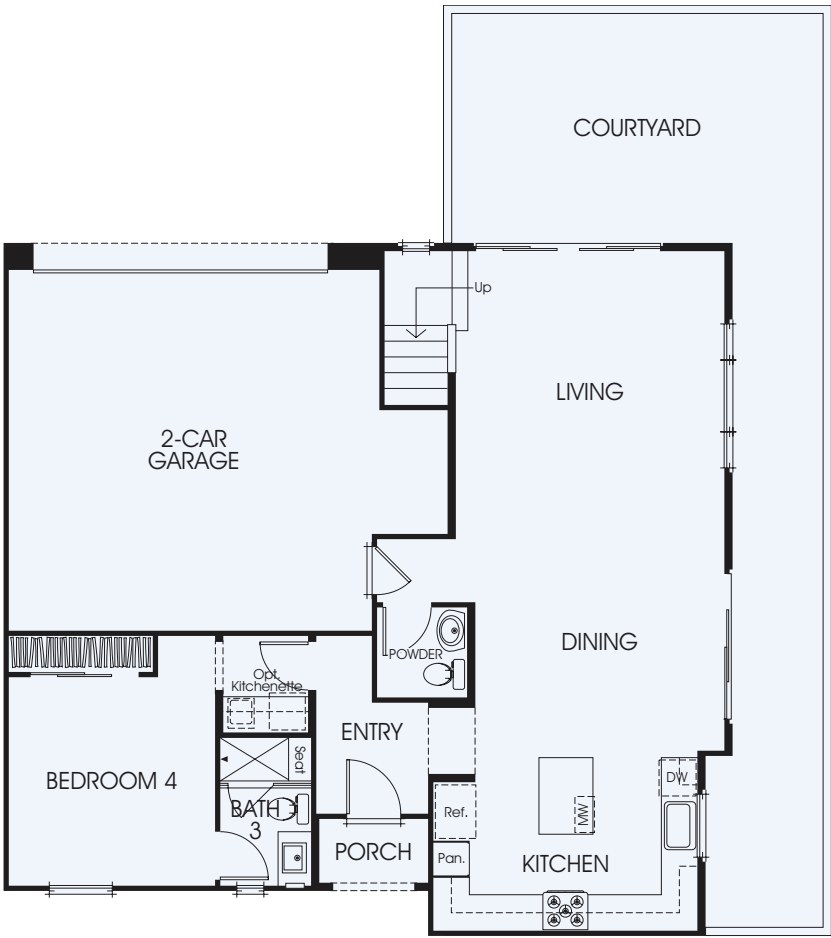 COURTYARD
Up
LIVING
2-CAR
GARAGE
DINING
POWDER
Opt.
Kitchenette
ENTRY
Seat
BEDROOM 4
BATH
3
DW
MW
Ref.
PORCH
Pan.
KITCHEN